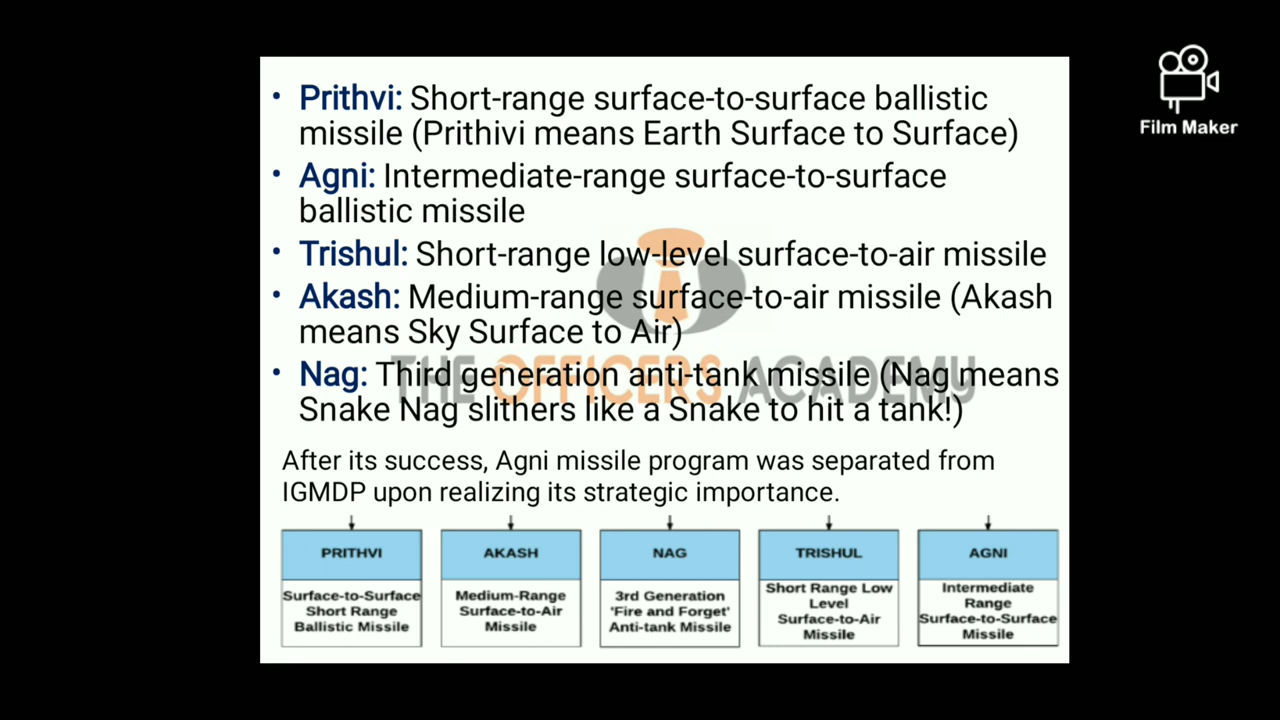 Film Maker
• Prithvi: Short-range surface-to-surface ballistic
missile (Prithivi means Earth Surface to Surface)
• Agni: Intermediate-range surface-to-surface
ballistic missile
• Trishul: Short-range low-level surface-to-air missile
• Akash: Medium-range surface-to-air missile (Akash
means Sky Surface to Air)
THE OFFICERS ACADEMY
• Nag: Third generation anti-tank missile (Nag means
Snake Nag slithers like a Snake to hit a tank!)
After its success, Agni missile program was separated from
IGMDP upon realizing its strategic importance.
PRITHVI
Surface-to-Surface
Short Range
Ballistic Missile
AKASH
Medium-Range
Surface-to-Air
Missile
NAG
3rd Generation
'Fire and Forget'
Anti-tank Missile
TRISHUL
Short Range Low
Level
Surface-to-Air
Missile
AGNI
Intermediate
Range
Surface-to-Surface
Missile